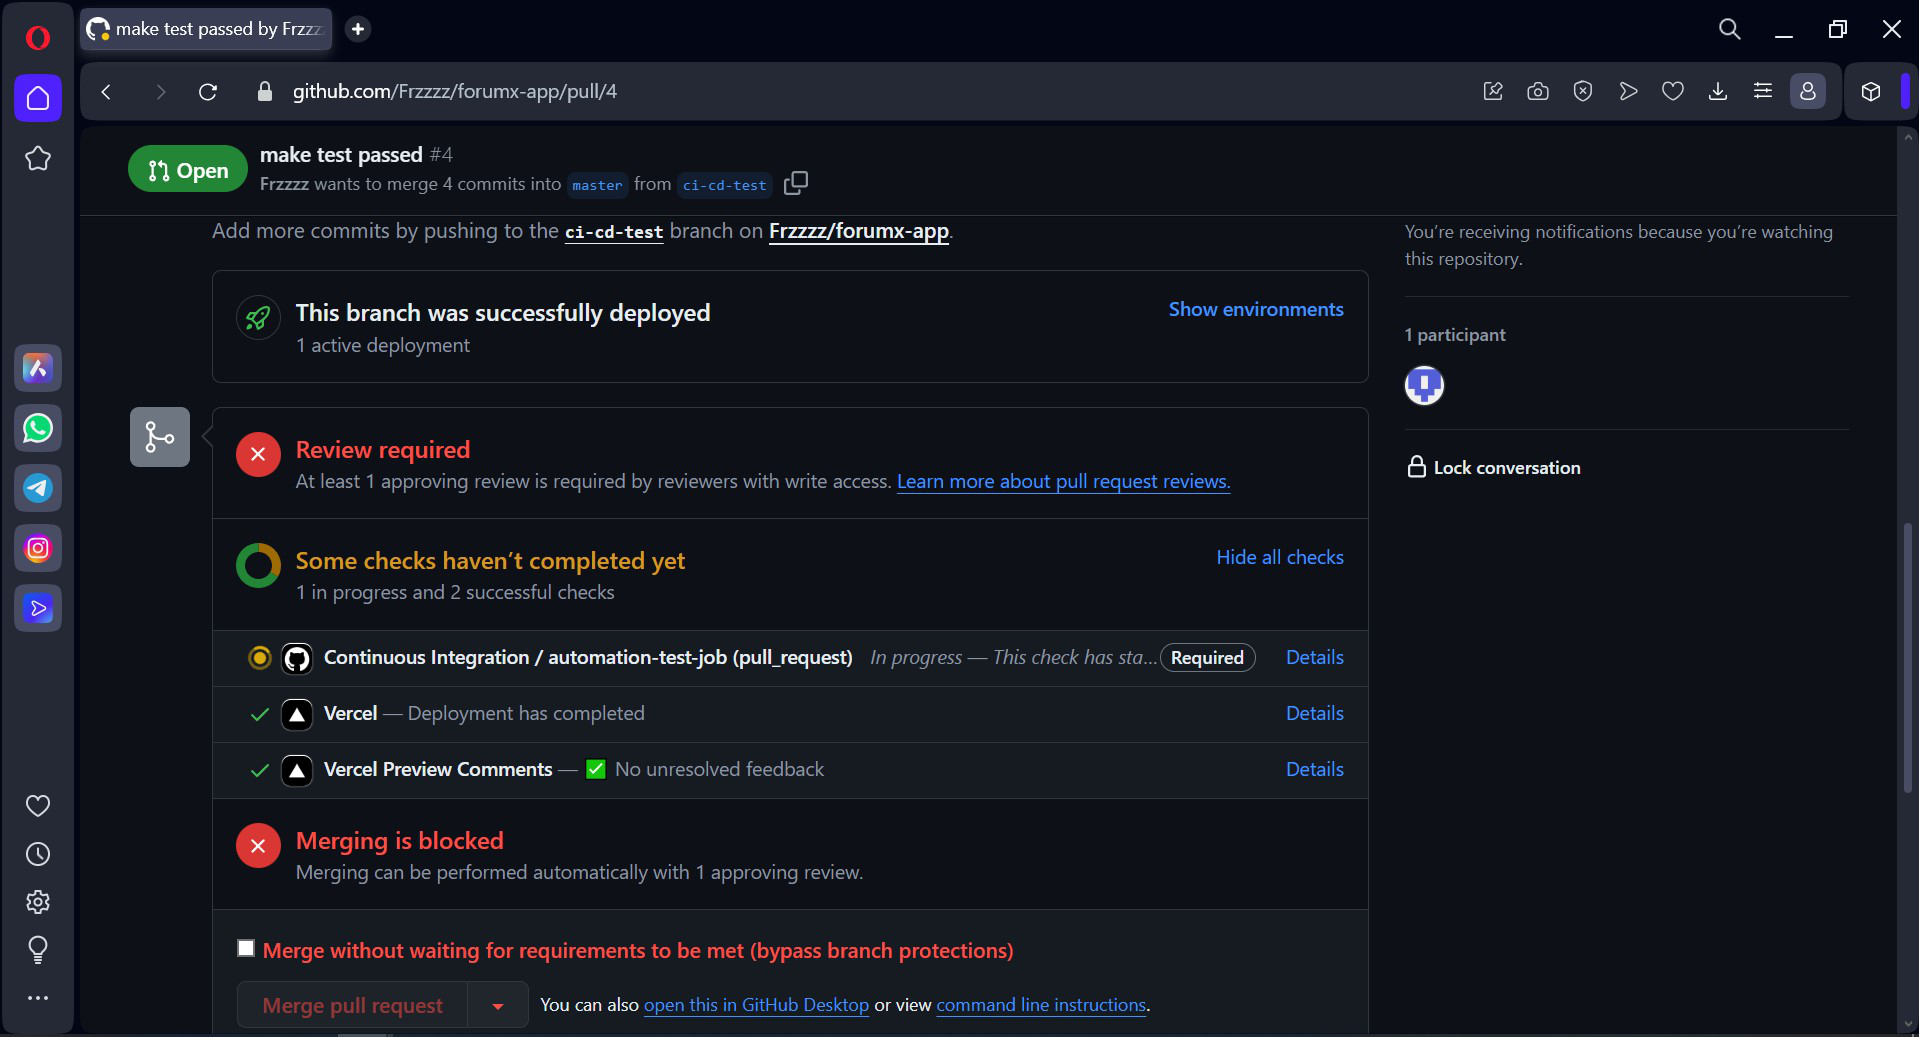 make test passed by Frzzz
github.com/Frzzzz/forumx-app/pull/4
Open
make test passed #4
Frzzzz wants to merge 4 commits into master from ci-cd-test
Add more commits by pushing to the ci-cd-test branch on Frzzzz/forumx-app.
This branch was successfully deployed
Show environments
1 active deployment
Review required
At least 1 approving review is required by reviewers with write access. Learn more about pull request reviews.
Some checks haven’t completed yet
Hide all checks
1 in progress and 2 successful checks
Continuous Integration / automation-test-job (pull_request) In progress — This check has sta... Required Details
Vercel — Deployment has completed Details
Vercel Preview Comments — ✅ No unresolved feedback Details
Merging is blocked
Merging can be performed automatically with 1 approving review.
Merge without waiting for requirements to be met (bypass branch protections)
Merge pull request
You can also open this in GitHub Desktop or view command line instructions.
You’re receiving notifications because you’re watching
this repository.
1 participant
Lock conversation